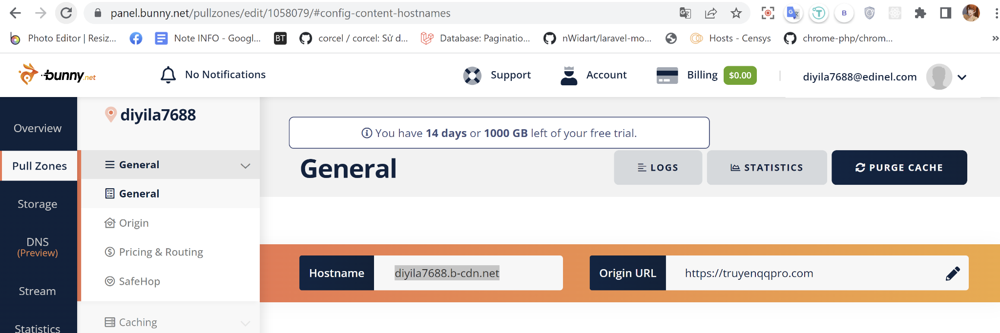 panel.bunny.net/pullzones/edit/1058079/#config-content-hostnames
Photo Editor | Resiz... Note INFO - Googl... BT corcel / corcel: Sử d... Database: Paginatio... nWidart/laravel-mo... Hosts - Censys chrome-php/chrom... »
bunny.net No Notifications Support Account Billing $0.00 diyila7688@edinel.com
diyila7688
You have 14 days or 1000 GB left of your free trial.
Overview
Pull Zones
Storage
DNS
(Preview)
Stream
Statistics
General
General
Origin
Pricing & Routing
SafeHop
Caching
General
LOGS STATISTICS PURGE CACHE
Hostname diyila7688.b-cdn.net Origin URL https://truyenqqpro.com